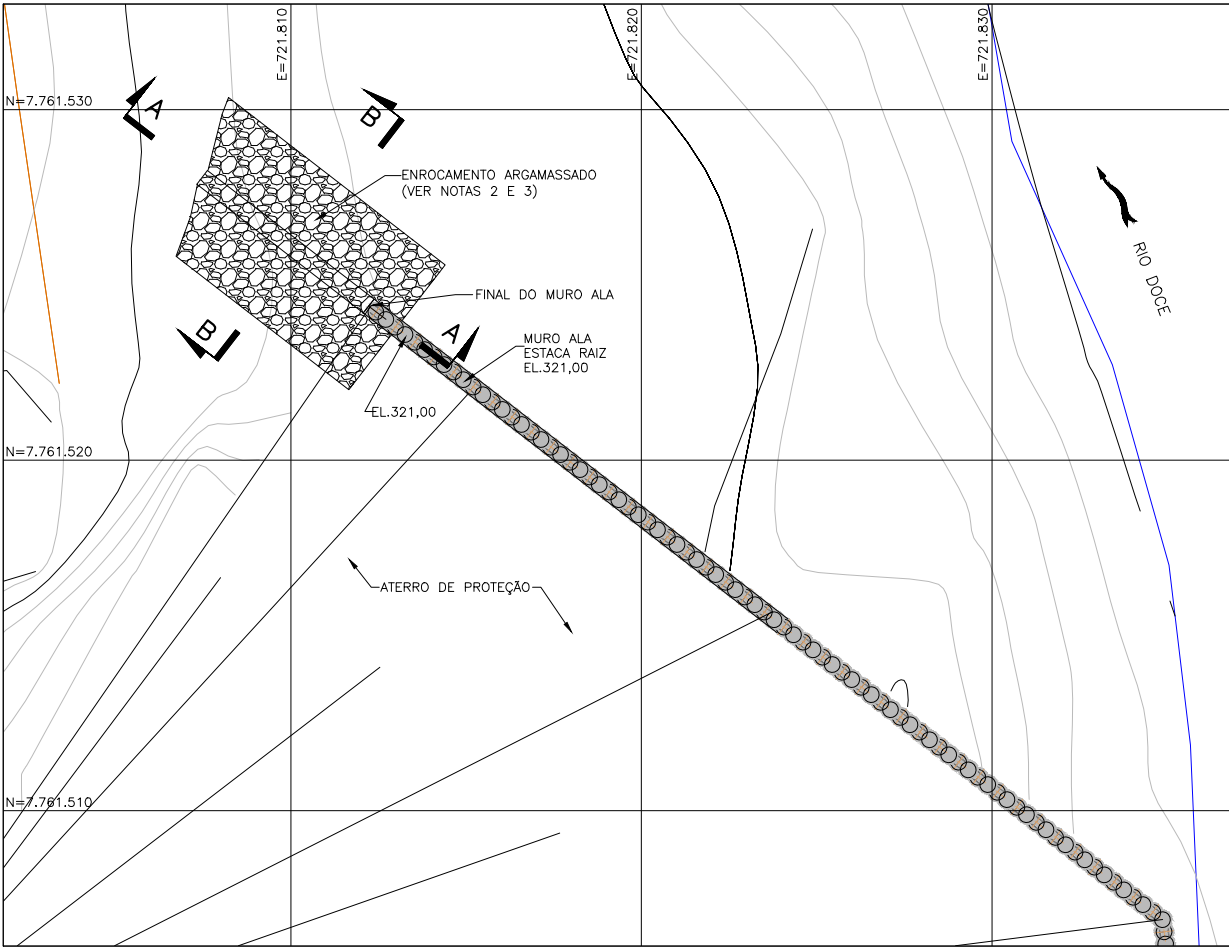 E=721.810
E=721.820
E=721.830
N=7.761.530
A
B
ENROCAMENTO ARGAMASSADO
(VER NOTAS 2 E 3)
RIO DOCE
FINAL DO MURO ALA
B
A
MURO ALA
ESTACA RAIZ
EL.321,00
EL.321,00
N=7.761.520
ATERRO DE PROTEÇÃO
N=7.761.510